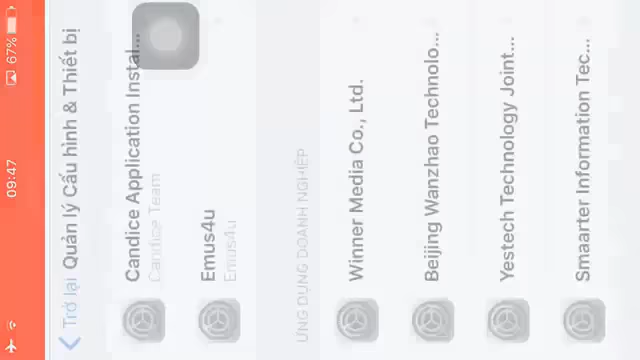 09:47
67%
Trở lại Quản lý Cấu hình & Thiết bị
Candice Application Instal...
Candice Team
Emus4u
Emus4u
ỨNG DỤNG DOANH NGHIỆP
Winner Media Co., Ltd.
Beijing Wanzhao Technolo...
Yestech Technology Joint...
Smaarter Information Tec...